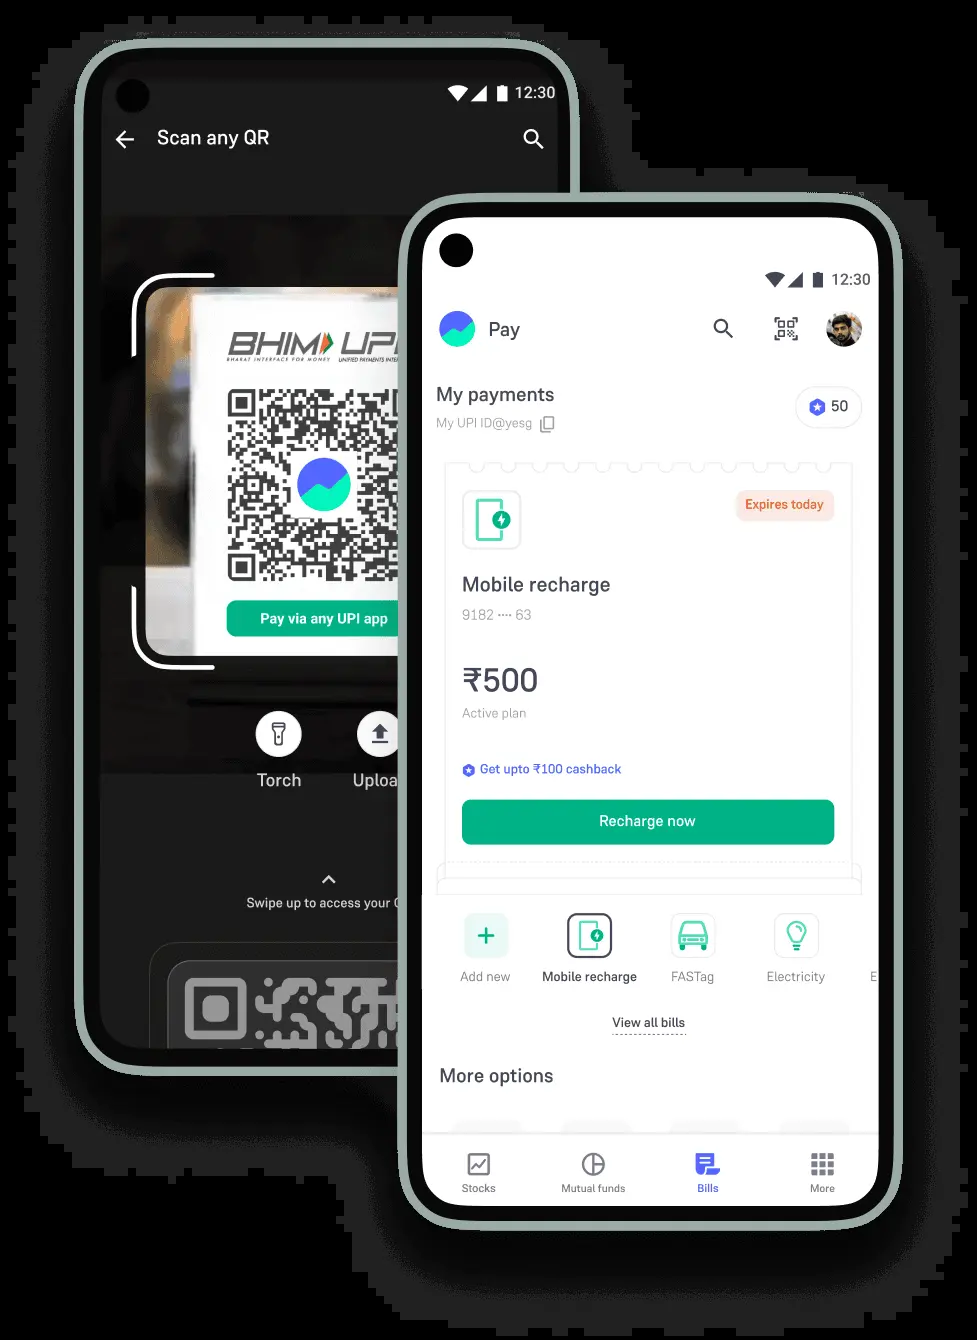 12:30
Scan any QR
BHIM UPI
BHARAT INTERFACE FOR MONEY UNIFIED PAYMENTS
Pay via any UPI app
Torch
Swipe up to access your
12:30
Pay
My payments
50
My UPI ID@yesg
Expires today
Mobile recharge
9182 •••• 63
₹500
Active plan
Get upto ₹100 cashback
Recharge now
Add new
Mobile recharge
FASTag
Electricity
E
View all bills
More options
Stocks
Mutual funds
Bills
More